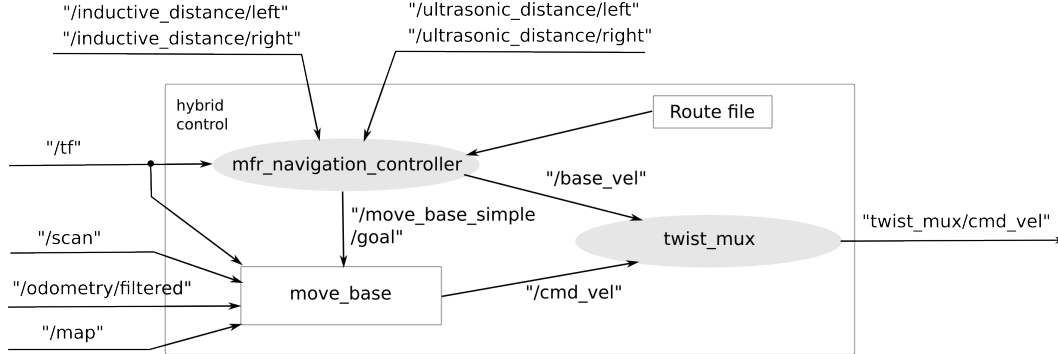 "/inductive_distance/left"
"/inductive_distance/right"
"/ultrasonic_distance/left"
"/ultrasonic_distance/right"
hybrid
control
Route file
"/tf"
mfr_navigation_controller
"/base_vel"
"/move_base_simple
/goal"
"/scan"
twist_mux
"twist_mux/cmd_vel"
"/odometry/filtered"
move_base
"/cmd_vel"
"/map"